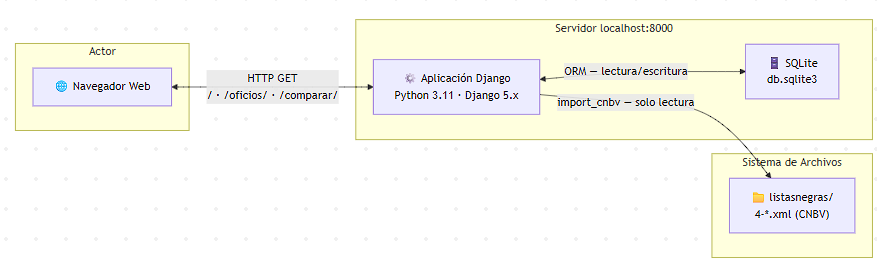 Servidor localhost:8000
Actor
Navegador Web
HTTP GET
/ · /oficios/ · /comparar/
Aplicación Django
Python 3.11 · Django 5.x
ORM — lectura/escritura
import_cnbv — solo lectura
SQLite
db.sqlite3
Sistema de Archivos
listasnegras/
4-*.xml (CNBV)